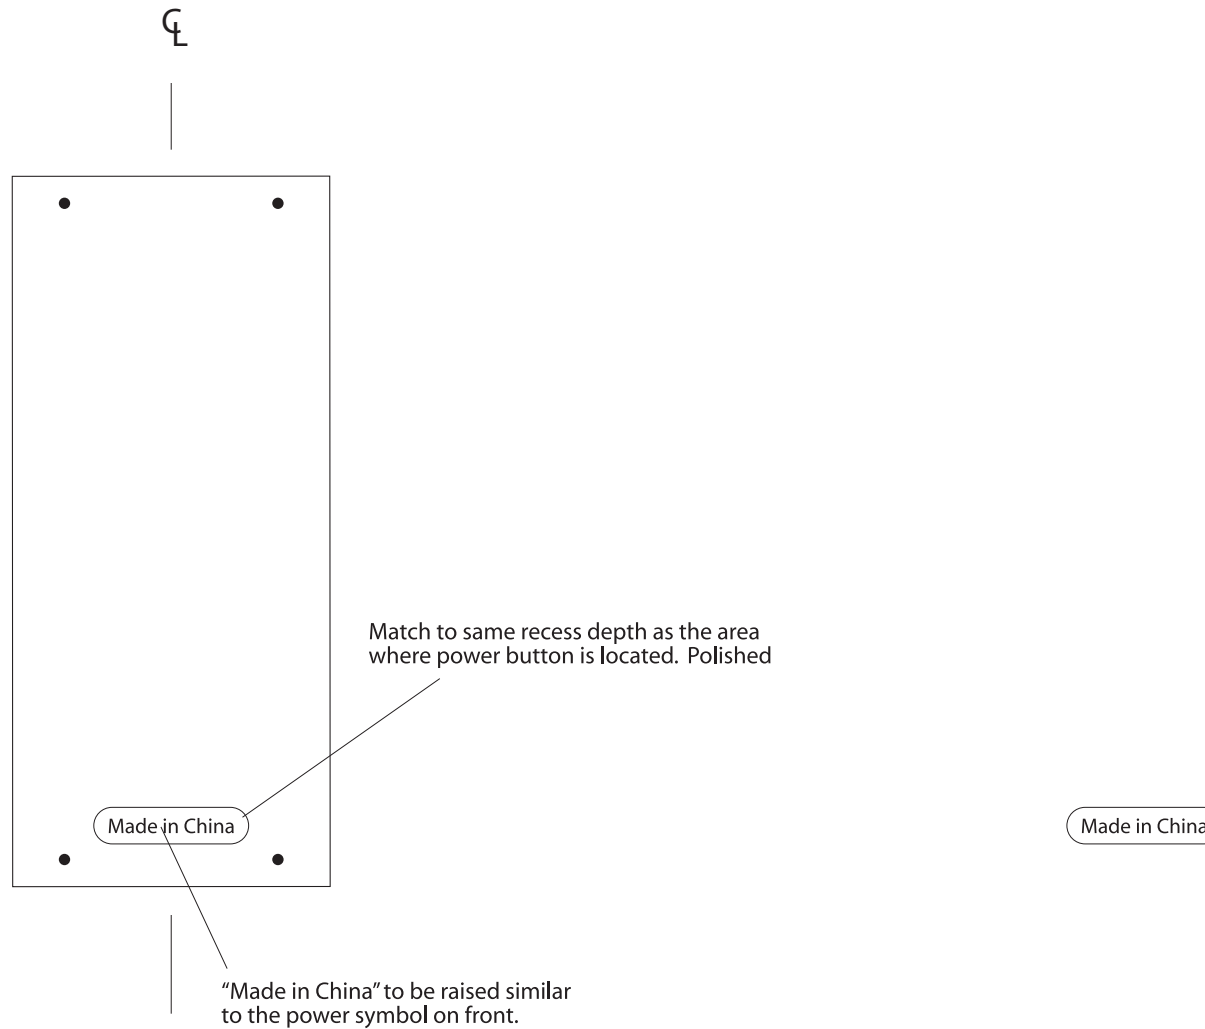 ℄
Match to same recess depth as the area
where power button is located. Polished
Made in China
Made in China
“Made in China” to be raised similar
to the power symbol on front.